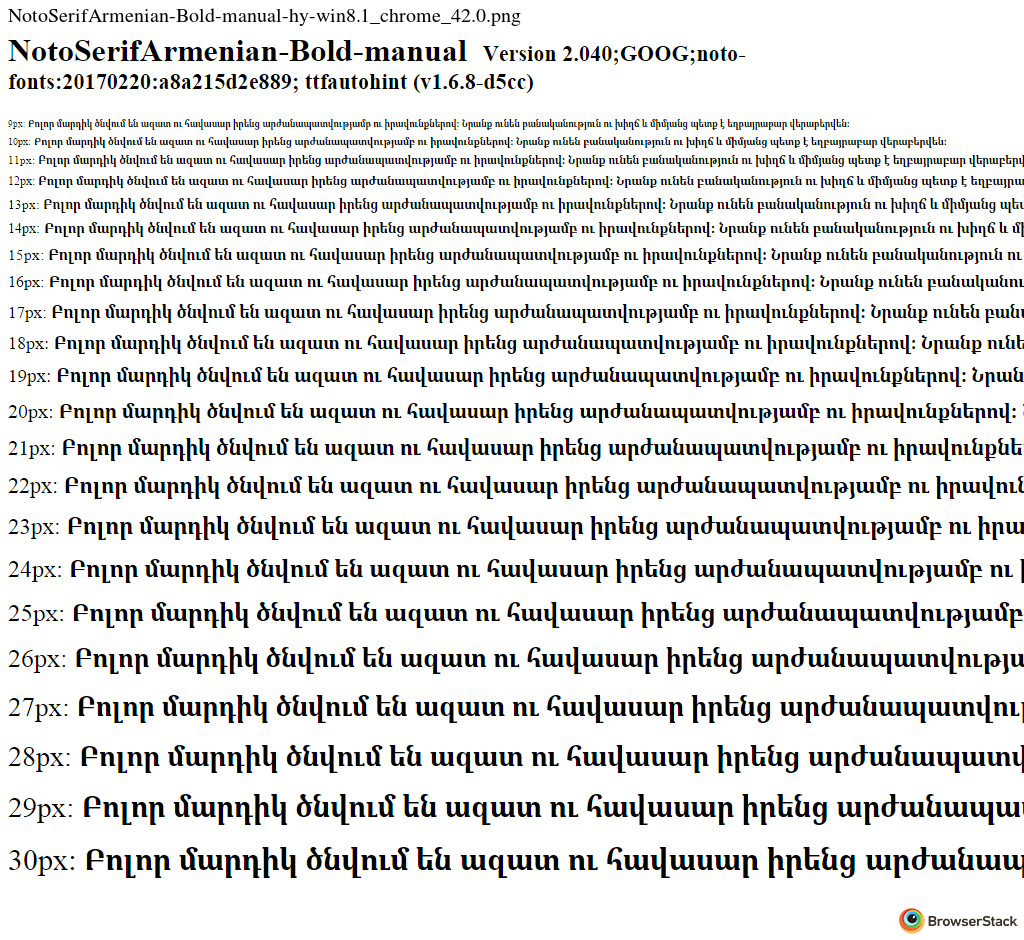 NotoSerifArmenian-Bold-manual-hy-win8.1_chrome_42.0.png
NotoSerifArmenian-Bold-manual Version 2.040;GOOG;noto-
fonts:20170220:a8a215d2e889; ttfautohint (v1.6.8-d5cc)
9px: Բոլոր մարդիկ ծնվում են ազատ ու հավասար իրենց արժանապատվությամբ ու իրավունքներով։ Նրանք ունեն բանականություն ու խիղճ և միմյանց պետք է եղբայրաբար վերաբերվեն։
10px: Բոլոր մարդիկ ծնվում են ազատ ու հավասար իրենց արժանապատվությամբ ու իրավունքներով։ Նրանք ունեն բանականություն ու խիղճ և միմյանց պետք է եղբայրաբար վերաբերվեն։
11px: Բոլոր մարդիկ ծնվում են ազատ ու հավասար իրենց արժանապատվությամբ ու իրավունքներով։ Նրանք ունեն բանականություն ու խիղճ և միմյանց պետք է եղբայրաբար վերաբերվ
12px: Բոլոր մարդիկ ծնվում են ազատ ու հավասար իրենց արժանապատվությամբ ու իրավունքներով։ Նրանք ունեն բանականություն ու խիղճ և միմյանց պետք է եղբայրա
13px: Բոլոր մարդիկ ծնվում են ազատ ու հավասար իրենց արժանապատվությամբ ու իրավունքներով։ Նրանք ունեն բանականություն ու խիղճ և միմյանց պետ
14px: Բոլոր մարդիկ ծնվում են ազատ ու հավասար իրենց արժանապատվությամբ ու իրավունքներով։ Նրանք ունեն բանականություն ու խիղճ և մի
15px: Բոլոր մարդիկ ծնվում են ազատ ու հավասար իրենց արժանապատվությամբ ու իրավունքներով։ Նրանք ունեն բանականություն ու
16px: Բոլոր մարդիկ ծնվում են ազատ ու հավասար իրենց արժանապատվությամբ ու իրավունքներով։ Նրանք ունեն բանականու
17px: Բոլոր մարդիկ ծնվում են ազատ ու հավասար իրենց արժանապատվությամբ ու իրավունքներով։ Նրանք ունեն բան
18px: Բոլոր մարդիկ ծնվում են ազատ ու հավասար իրենց արժանապատվությամբ ու իրավունքներով։ Նրանք ունե
19px: Բոլոր մարդիկ ծնվում են ազատ ու հավասար իրենց արժանապատվությամբ ու իրավունքներով։ Նրան
20px: Բոլոր մարդիկ ծնվում են ազատ ու հավասար իրենց արժանապատվությամբ ու իրավունքներով։
21px: Բոլոր մարդիկ ծնվում են ազատ ու հավասար իրենց արժանապատվությամբ ու իրավունքնե
22px: Բոլոր մարդիկ ծնվում են ազատ ու հավասար իրենց արժանապատվությամբ ու իրավուն
23px: Բոլոր մարդիկ ծնվում են ազատ ու հավասար իրենց արժանապատվությամբ ու իրա
24px: Բոլոր մարդիկ ծնվում են ազատ ու հավասար իրենց արժանապատվությամբ ու
25px: Բոլոր մարդիկ ծնվում են ազատ ու հավասար իրենց արժանապատվությամբ
26px: Բոլոր մարդիկ ծնվում են ազատ ու հավասար իրենց արժանապատվությա
27px: Բոլոր մարդիկ ծնվում են ազատ ու հավասար իրենց արժանապատվու
28px: Բոլոր մարդիկ ծնվում են ազատ ու հավասար իրենց արժանապատվ
29px: Բոլոր մարդիկ ծնվում են ազատ ու հավասար իրենց արժանապա
30px: Բոլոր մարդիկ ծնվում են ազատ ու հավասար իրենց արժանապ
BrowserStack